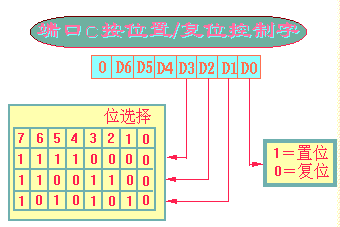 端口C按位置/复位控制字
0 D6 D5 D4 D3 D2 D1 D0
位选择
7 6 5 4 3 2 1 0
1 1 1 1 0 0 0 0
1 1 0 0 1 1 0 0
1 0 1 0 1 0 1 0
1=置位
0=复位